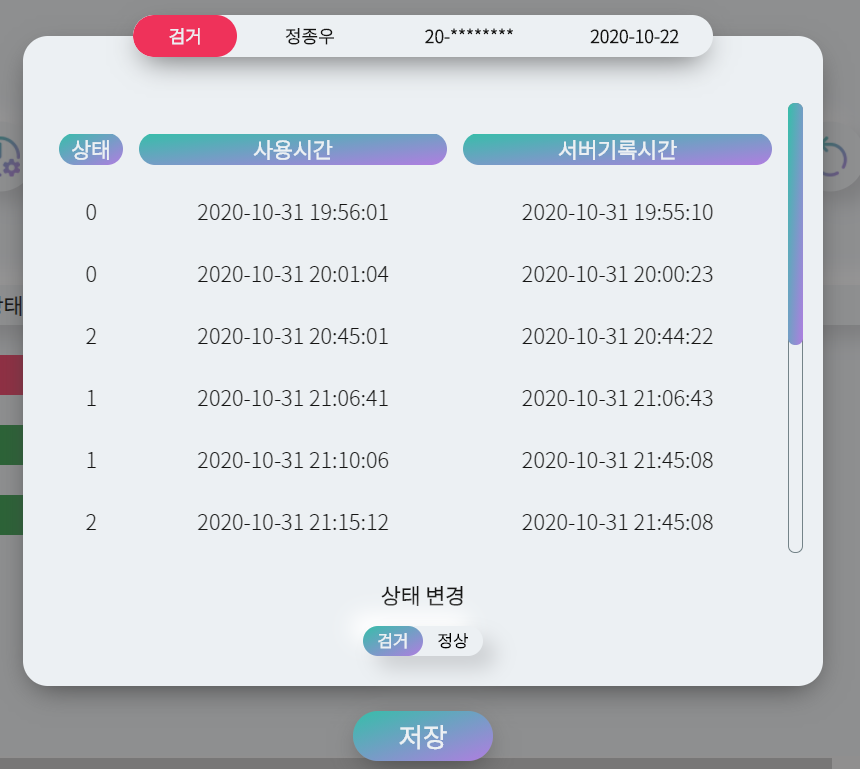 검거 정종우 20-******** 2020-10-22
상태 사용시간 서버기록시간
0 2020-10-31 19:56:01 2020-10-31 19:55:10
0 2020-10-31 20:01:04 2020-10-31 20:00:23
상태
2 2020-10-31 20:45:01 2020-10-31 20:44:22
1 2020-10-31 21:06:41 2020-10-31 21:06:43
1 2020-10-31 21:10:06 2020-10-31 21:45:08
2 2020-10-31 21:15:12 2020-10-31 21:45:08
상태 변경
검거 정상
저장